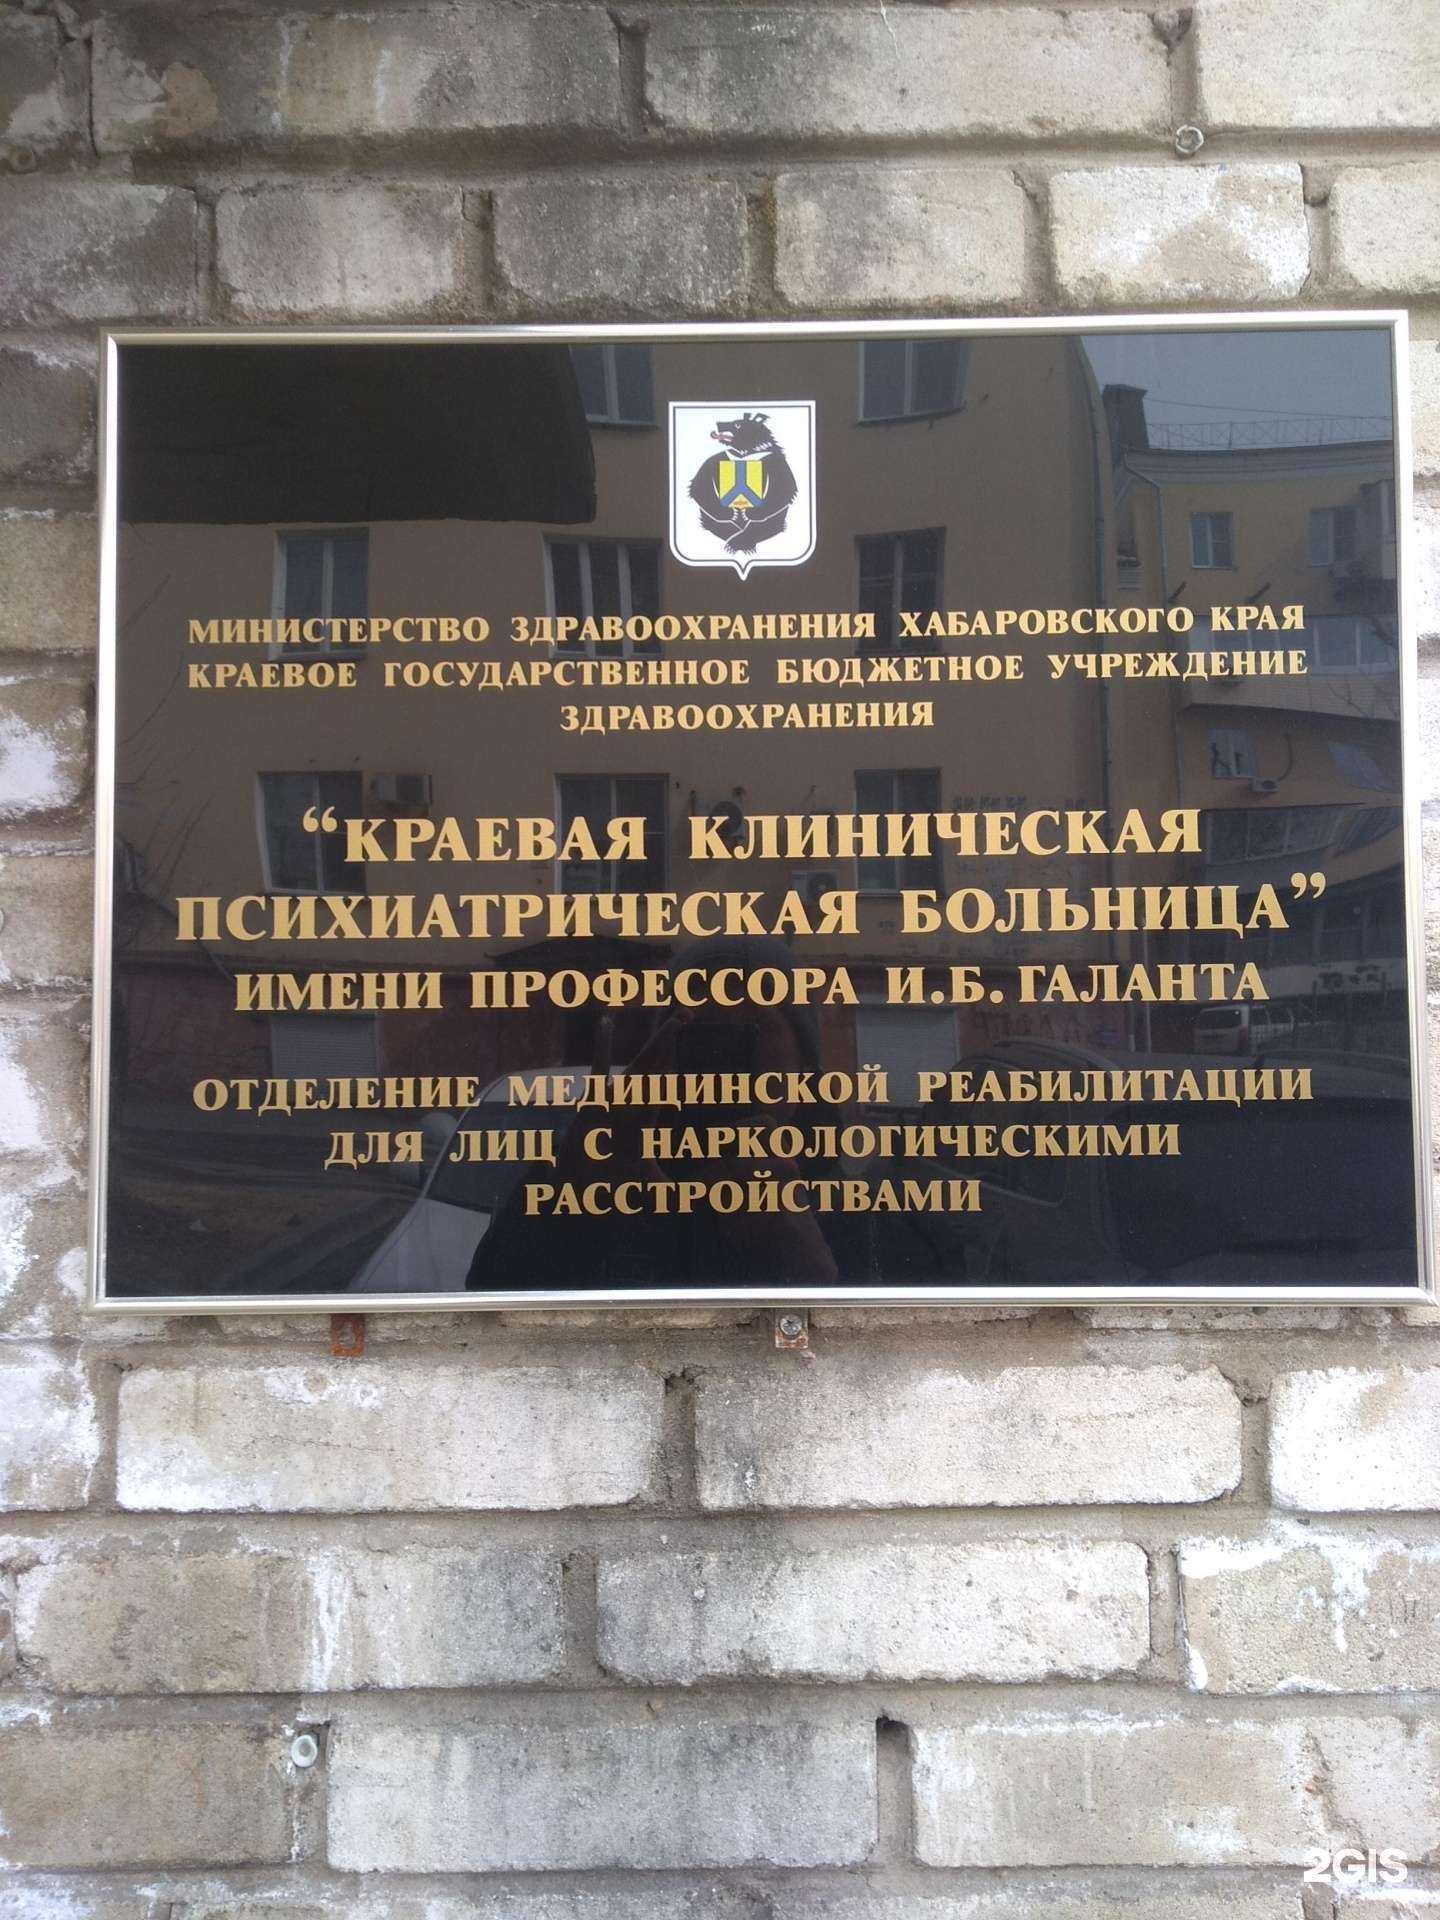 МИНИСТЕРСТВО ЗДРАВООХРАНЕНИЯ ХАБАРОВСКОГО КРАЯ
КРАЕВОЕ ГОСУДАРСТВЕННОЕ БЮДЖЕТНОЕ УЧРЕЖДЕНИЕ
ЗДРАВООХРАНЕНИЯ
“КРАЕВАЯ КЛИНИЧЕСКАЯ
ПСИХИАТРИЧЕСКАЯ БОЛЬНИЦА”
ИМЕНИ ПРОФЕССОРА И.Б. ГАЛАНТА
ОТДЕЛЕНИЕ МЕДИЦИНСКОЙ РЕАБИЛИТАЦИИ
ДЛЯ ЛИЦ С НАРКОЛОГИЧЕСКИМИ
РАССТРОЙСТВАМИ
2GIS